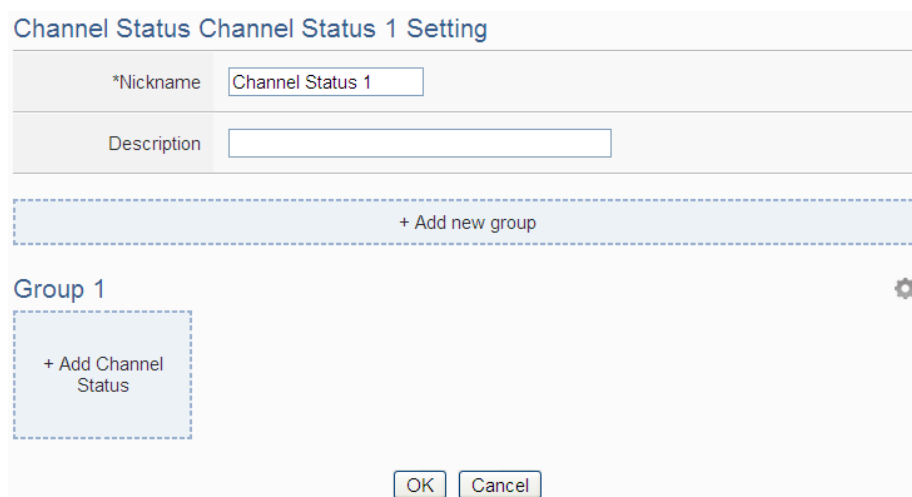 Channel Status Channel Status 1 Setting
*Nickname
Channel Status 1
Description
+ Add new group
Group 1
+ Add Channel
Status
OK
Cancel